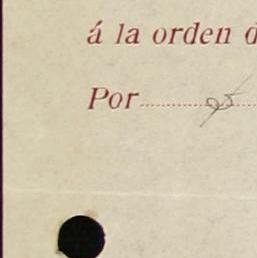 á la orden d
Por